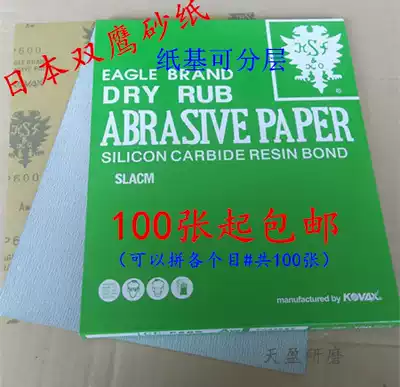 日本双鹰砂纸
纸基可分层
EAGLE BRAND
DRY RUB
ABRASIVE PAPER
SILICON CARBIDE RESIN BOND
SLACM
100张起包邮
(可以拼各个目#共100张)
manufactured by KOVAX
天盈研磨
KSf
P600